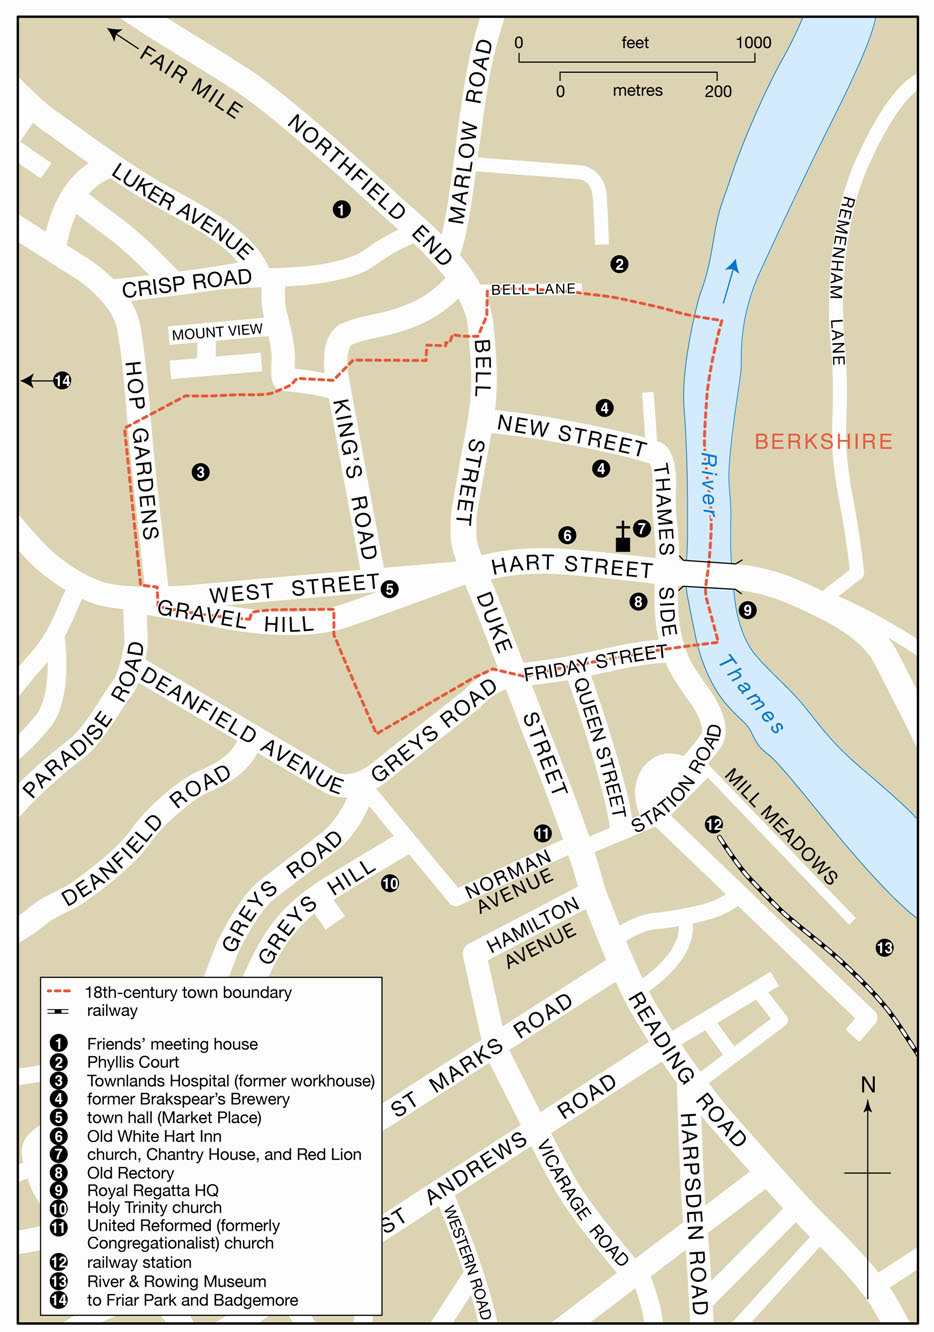 0 feet 1000
0 metres 200
FAIR MILE
NORTHFIELD END
MARLOW ROAD
LUKER AVENUE
1
REMENHAM LANE
2
CRISP ROAD
BELL LANE
MOUNT VIEW
14
HOP GARDENS
KING'S ROAD
BELL STREET
4
NEW STREET
BERKSHIRE
3
4
THAMES SIDE
River Thames
6
7
HART STREET
WEST STREET
5
8
9
GRAVEL HILL
DUKE STREET
FRIDAY STREET
PARADISE ROAD
DEANFIELD AVENUE
GREYS ROAD
QUEEN STREET
STATION ROAD
MILL MEADOWS
DEANFIELD ROAD
11
12
GREYS ROAD
GREYS HILL
10
NORMAN
AVENUE
HAMILTON
AVENUE
13
READING ROAD
ST MARKS ROAD
ST ANDREWS ROAD
VICARAGE ROAD
WESTERN ROAD
HARPSDEN ROAD
N
18th-century town boundary
railway
1 Friends' meeting house
2 Phyllis Court
3 Townlands Hospital (former workhouse)
4 former Brakspear's Brewery
5 town hall (Market Place)
6 Old White Hart Inn
7 church, Chantry House, and Red Lion
8 Old Rectory
9 Royal Regatta HQ
10 Holy Trinity church
11 United Reformed (formerly
Congregationalist) church
12 railway station
13 River & Rowing Museum
14 to Friar Park and Badgemore